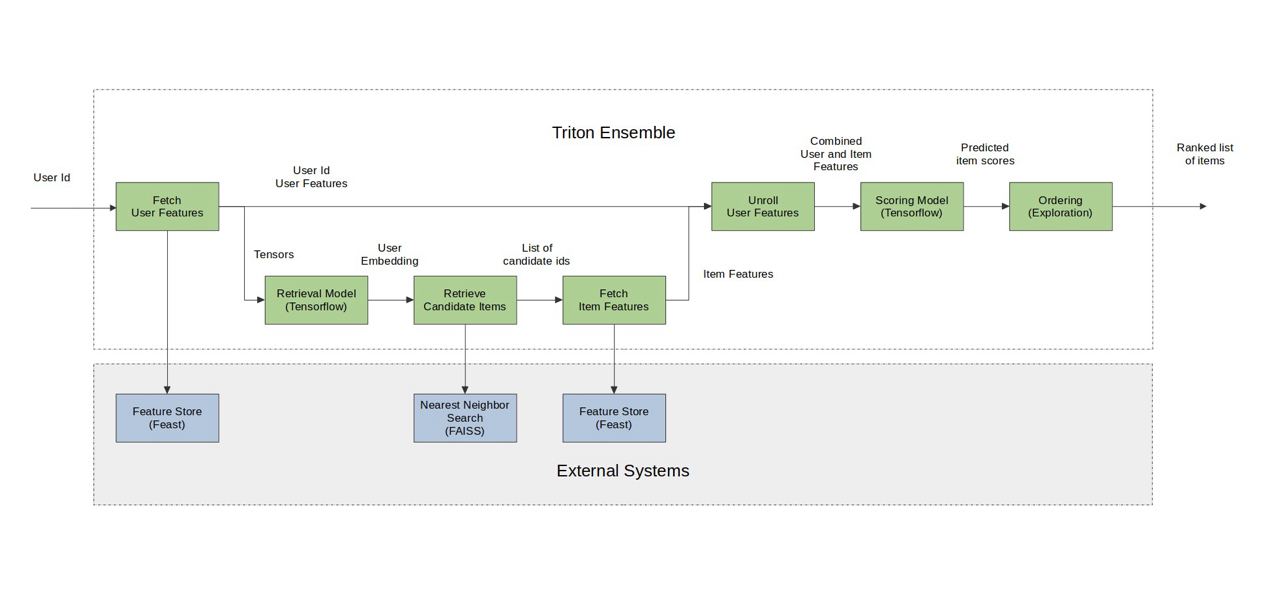 Triton Ensemble
User Id
Fetch
User Features
User Id
User Features
Tensors
Retrieval Model
(Tensorflow)
User
Embedding
Retrieve
Candidate Items
List of
candidate ids
Fetch
Item Features
Item Features
Unroll
User Features
Combined
User and Item
Features
Scoring Model
(Tensorflow)
Predicted
item scores
Ordering
(Exploration)
Ranked list
of items
Feature Store
(Feast)
Nearest Neighbor
Search
(FAISS)
Feature Store
(Feast)
External Systems